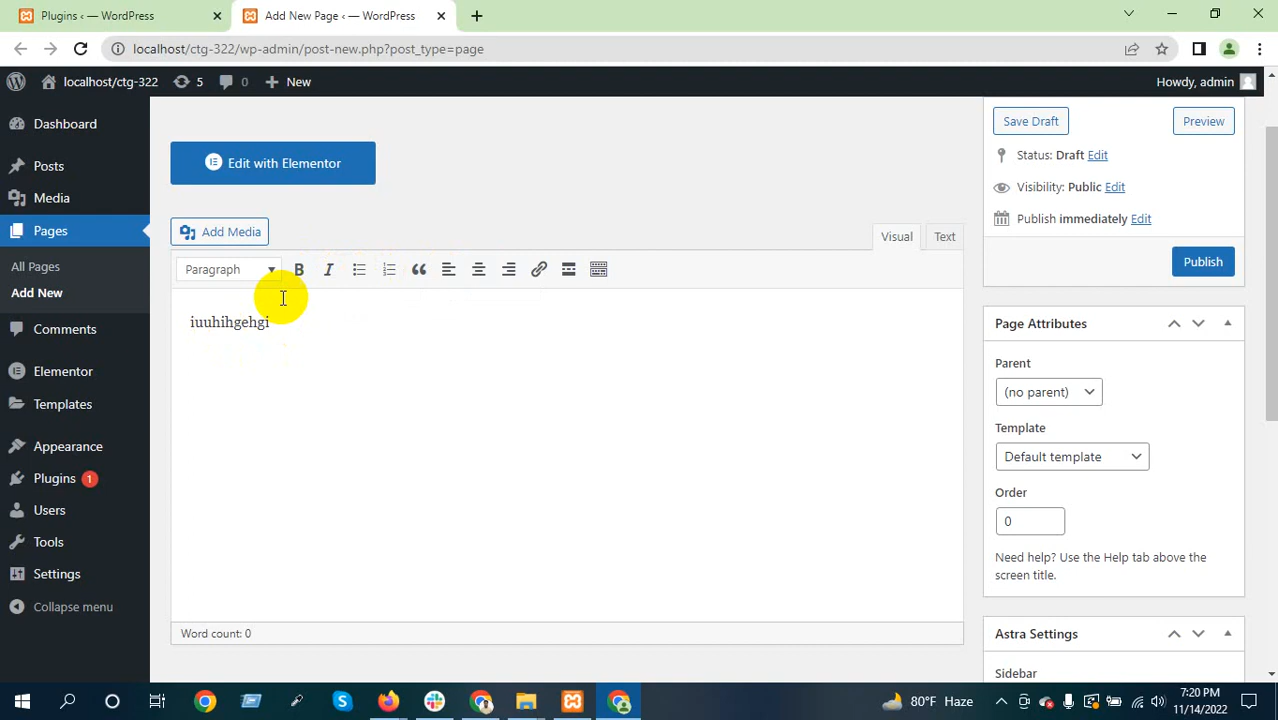 Plugins ‹ — WordPress
Add New Page ‹ — WordPress
localhost/ctg-322/wp-admin/post-new.php?post_type=page
localhost/ctg-322
5
0
New
Howdy, admin
Dashboard
Posts
Media
Pages
All Pages
Add New
Comments
Elementor
Templates
Appearance
Plugins 1
Users
Tools
Settings
Collapse menu
Edit with Elementor
Add Media
Visual
Text
Paragraph
B
I
iuuhihgehgi
Word count: 0
Save Draft
Preview
Status: Draft Edit
Visibility: Public Edit
Publish immediately Edit
Publish
Page Attributes
Parent
(no parent)
Template
Default template
Order
0
Need help? Use the Help tab above the
screen title.
Astra Settings
Sidebar
80°F Haze
7:20 PM
11/14/2022